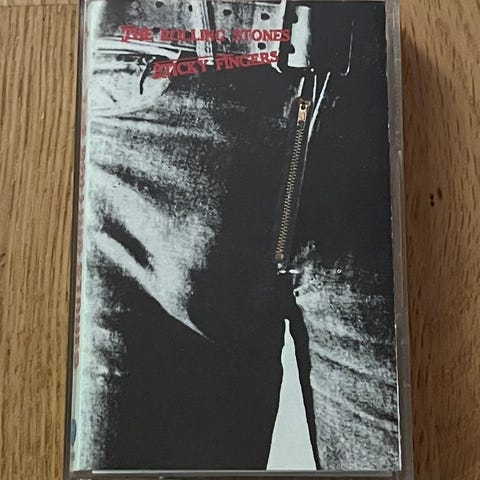 THE ROLLING STONES
STICKY FINGERS